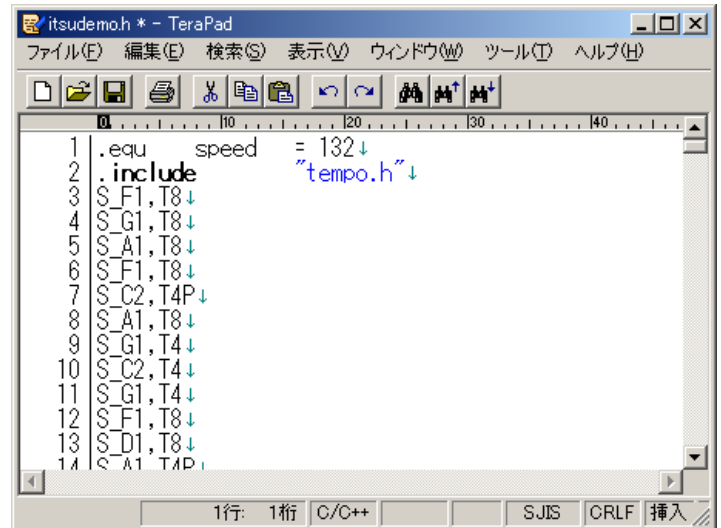 itsudemo.h * - TeraPad
ファイル(F) 編集(E) 検索(S) 表示(V) ウィンドウ(W) ツール(T) ヘルプ(H)
0 10 20 30 40
1 .equ speed = 132↓
2 .include "tempo.h"↓
3 S_F1,T8↓
4 S_G1,T8↓
5 S_A1,T8↓
6 S_F1,T8↓
7 S_C2,T4P↓
8 S_A1,T8↓
9 S_G1,T4↓
10 S_C2,T4↓
11 S_G1,T4↓
12 S_F1,T8↓
13 S_D1,T8↓
14 S_A1,T4P↓
1行: 1桁 C/C++ SJIS CRLF 挿入